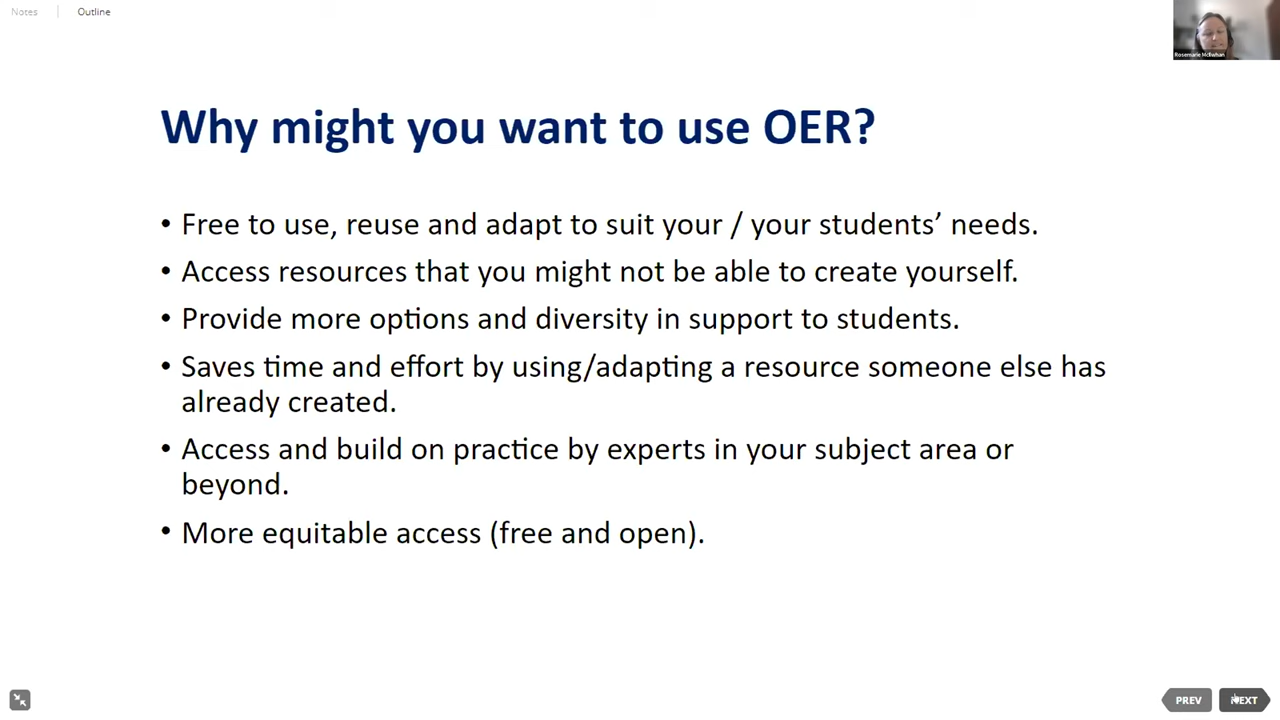 Notes
Outline
Rosemarie McIlwhan
Why might you want to use OER?
• Free to use, reuse and adapt to suit your / your students’ needs.
• Access resources that you might not be able to create yourself.
• Provide more options and diversity in support to students.
• Saves time and effort by using/adapting a resource someone else has
already created.
• Access and build on practice by experts in your subject area or
beyond.
• More equitable access (free and open).
PREV
NEXT